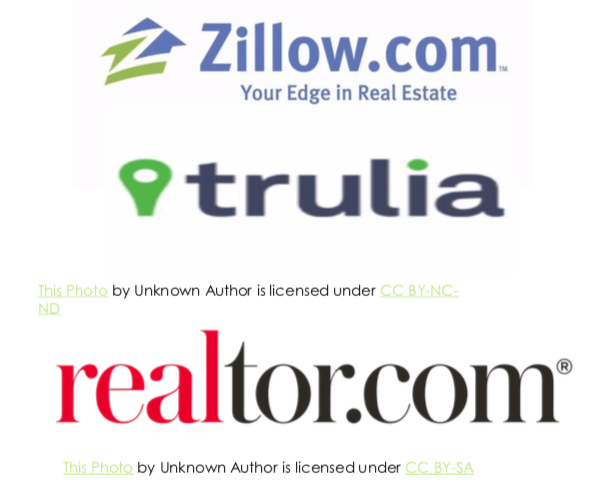 Zillow.com™
Your Edge in Real Estate
trulia
This Photo by Unknown Author is licensed under CC BY-NC-
ND
realtor.com®
This Photo by Unknown Author is licensed under CC BY-SA